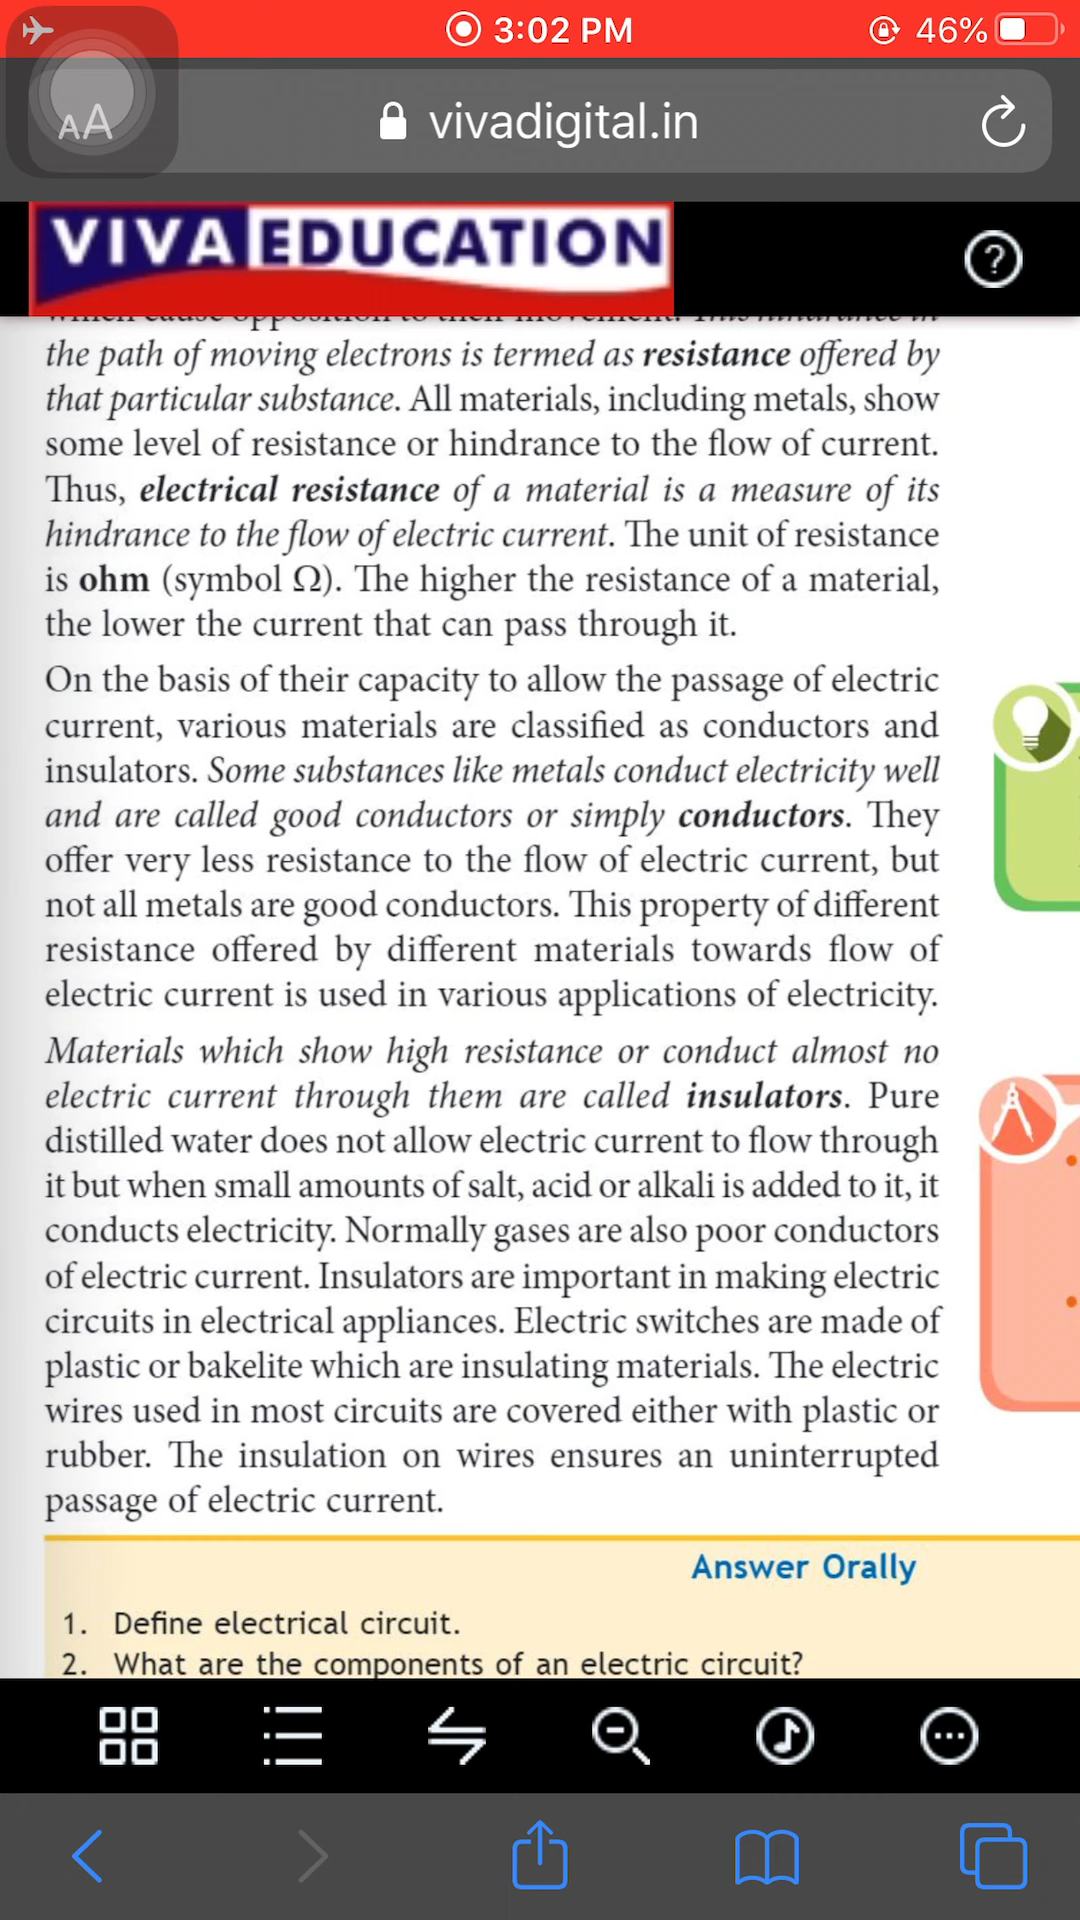 3:02 PM
46%
AA
vivadigital.in
VIVA EDUCATION
?
which cause opposition to their movement. This hindrance in
the path of moving electrons is termed as resistance offered by
that particular substance. All materials, including metals, show
some level of resistance or hindrance to the flow of current.
Thus, electrical resistance of a material is a measure of its
hindrance to the flow of electric current. The unit of resistance
is ohm (symbol Ω). The higher the resistance of a material,
the lower the current that can pass through it.
On the basis of their capacity to allow the passage of electric
current, various materials are classified as conductors and
insulators. Some substances like metals conduct electricity well
and are called good conductors or simply conductors. They
offer very less resistance to the flow of electric current, but
not all metals are good conductors. This property of different
resistance offered by different materials towards flow of
electric current is used in various applications of electricity.
Materials which show high resistance or conduct almost no
electric current through them are called insulators. Pure
distilled water does not allow electric current to flow through
it but when small amounts of salt, acid or alkali is added to it, it
conducts electricity. Normally gases are also poor conductors
of electric current. Insulators are important in making electric
circuits in electrical appliances. Electric switches are made of
plastic or bakelite which are insulating materials. The electric
wires used in most circuits are covered either with plastic or
rubber. The insulation on wires ensures an uninterrupted
passage of electric current.
Answer Orally
1. Define electrical circuit.
2. What are the components of an electric circuit?